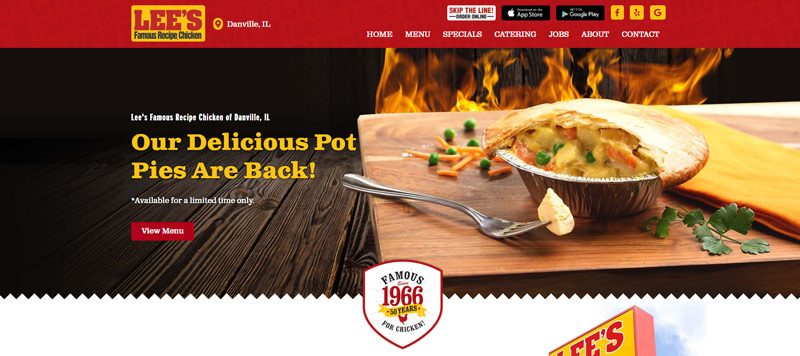 LEE'S
Famous Recipe Chicken
Danville, IL
SKIP THE LINE!
ORDER ONLINE
Download on the
App Store
GET IT ON
Google Play
HOME MENU SPECIALS CATERING JOBS ABOUT CONTACT
Lee's Famous Recipe Chicken of Danville, IL
Our Delicious Pot
Pies Are Back!
*Available for a limited time only.
View Menu
FAMOUS
Since
1966
50 YEARS
FOR CHICKEN!
LEE'S